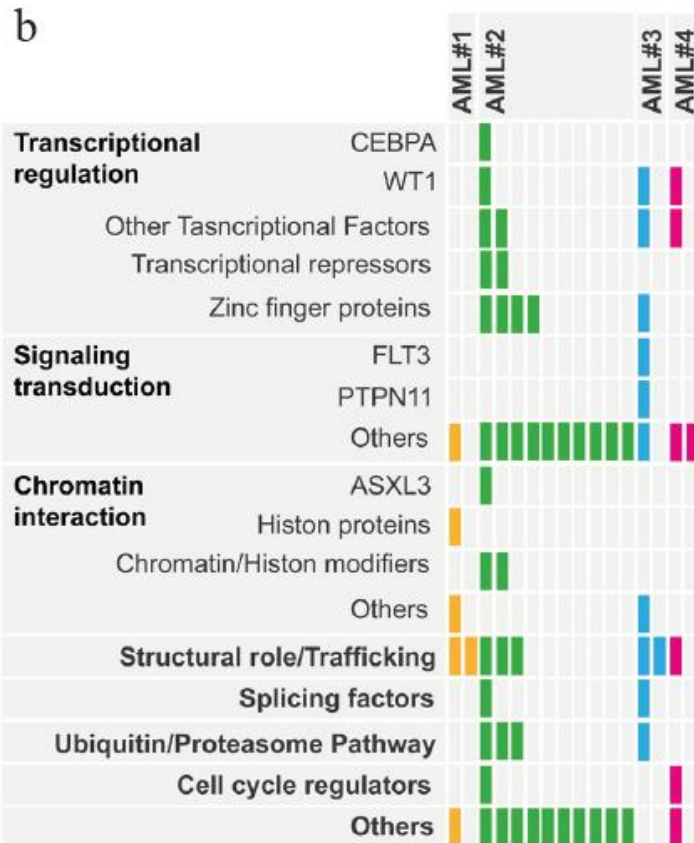 b
AML#1
AML#2
AML#3
AML#4
Transcriptional
regulation
CEBPA
WT1
Other Tasncriptional Factors
Transcriptional repressors
Zinc finger proteins
Signaling
transduction
FLT3
PTPN11
Others
Chromatin
interaction
ASXL3
Histon proteins
Chromatin/Histon modifiers
Others
Structural role/Trafficking
Splicing factors
Ubiquitin/Proteasome Pathway
Cell cycle regulators
Others